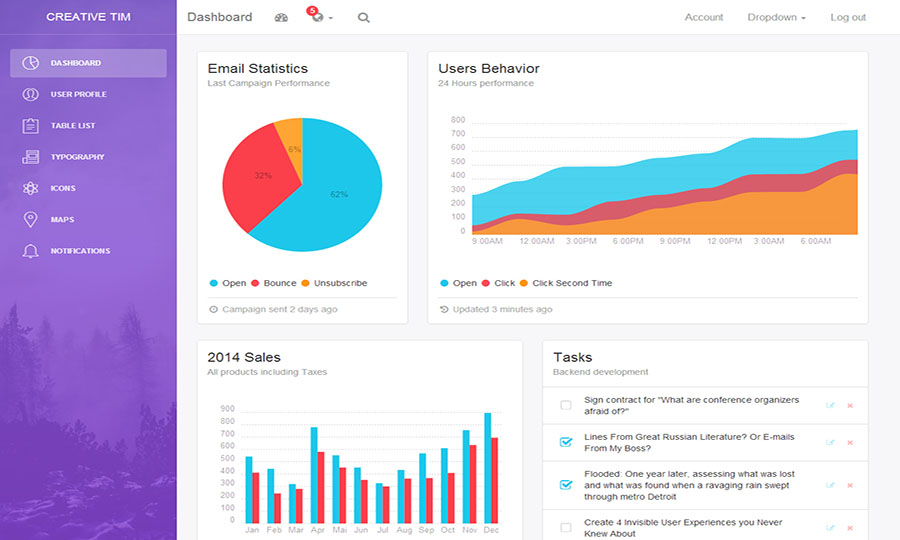 CREATIVE TIM
Dashboard
5
Account
Dropdown
Log out
DASHBOARD
USER PROFILE
TABLE LIST
TYPOGRAPHY
ICONS
MAPS
NOTIFICATIONS
Email Statistics
Last Campaign Performance
6%
32%
62%
Open Bounce Unsubscribe
Campaign sent 2 days ago
Users Behavior
24 Hours performance
800
700
600
500
400
300
200
100
0
9:00AM 12:00AM 3:00PM 6:00PM 9:00PM 12:00PM 3:00AM 6:00AM
Open Click Click Second Time
Updated 3 minutes ago
2014 Sales
All products including Taxes
900
800
700
600
500
400
300
200
100
0
Jan Feb Mar Apr Mai Jun Jul Aug Sep Oct Nov Dec
Tasks
Backend development
Sign contract for "What are conference organizers
afraid of?"
Lines From Great Russian Literature? Or E-mails
From My Boss?
Flooded: One year later, assessing what was lost
and what was found when a ravaging rain swept
through metro Detroit
Create 4 Invisible User Experiences you Never
Knew About